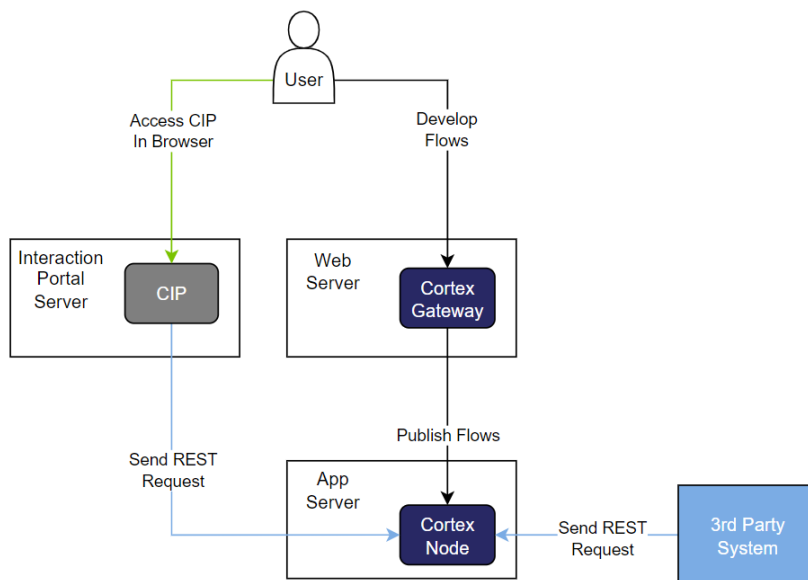 User
Access CIP
In Browser
Develop
Flows
Interaction
Portal
Server
CIP
Web
Server
Cortex
Gateway
Send REST
Request
Publish Flows
App
Server
Cortex
Node
Send REST
Request
3rd Party
System